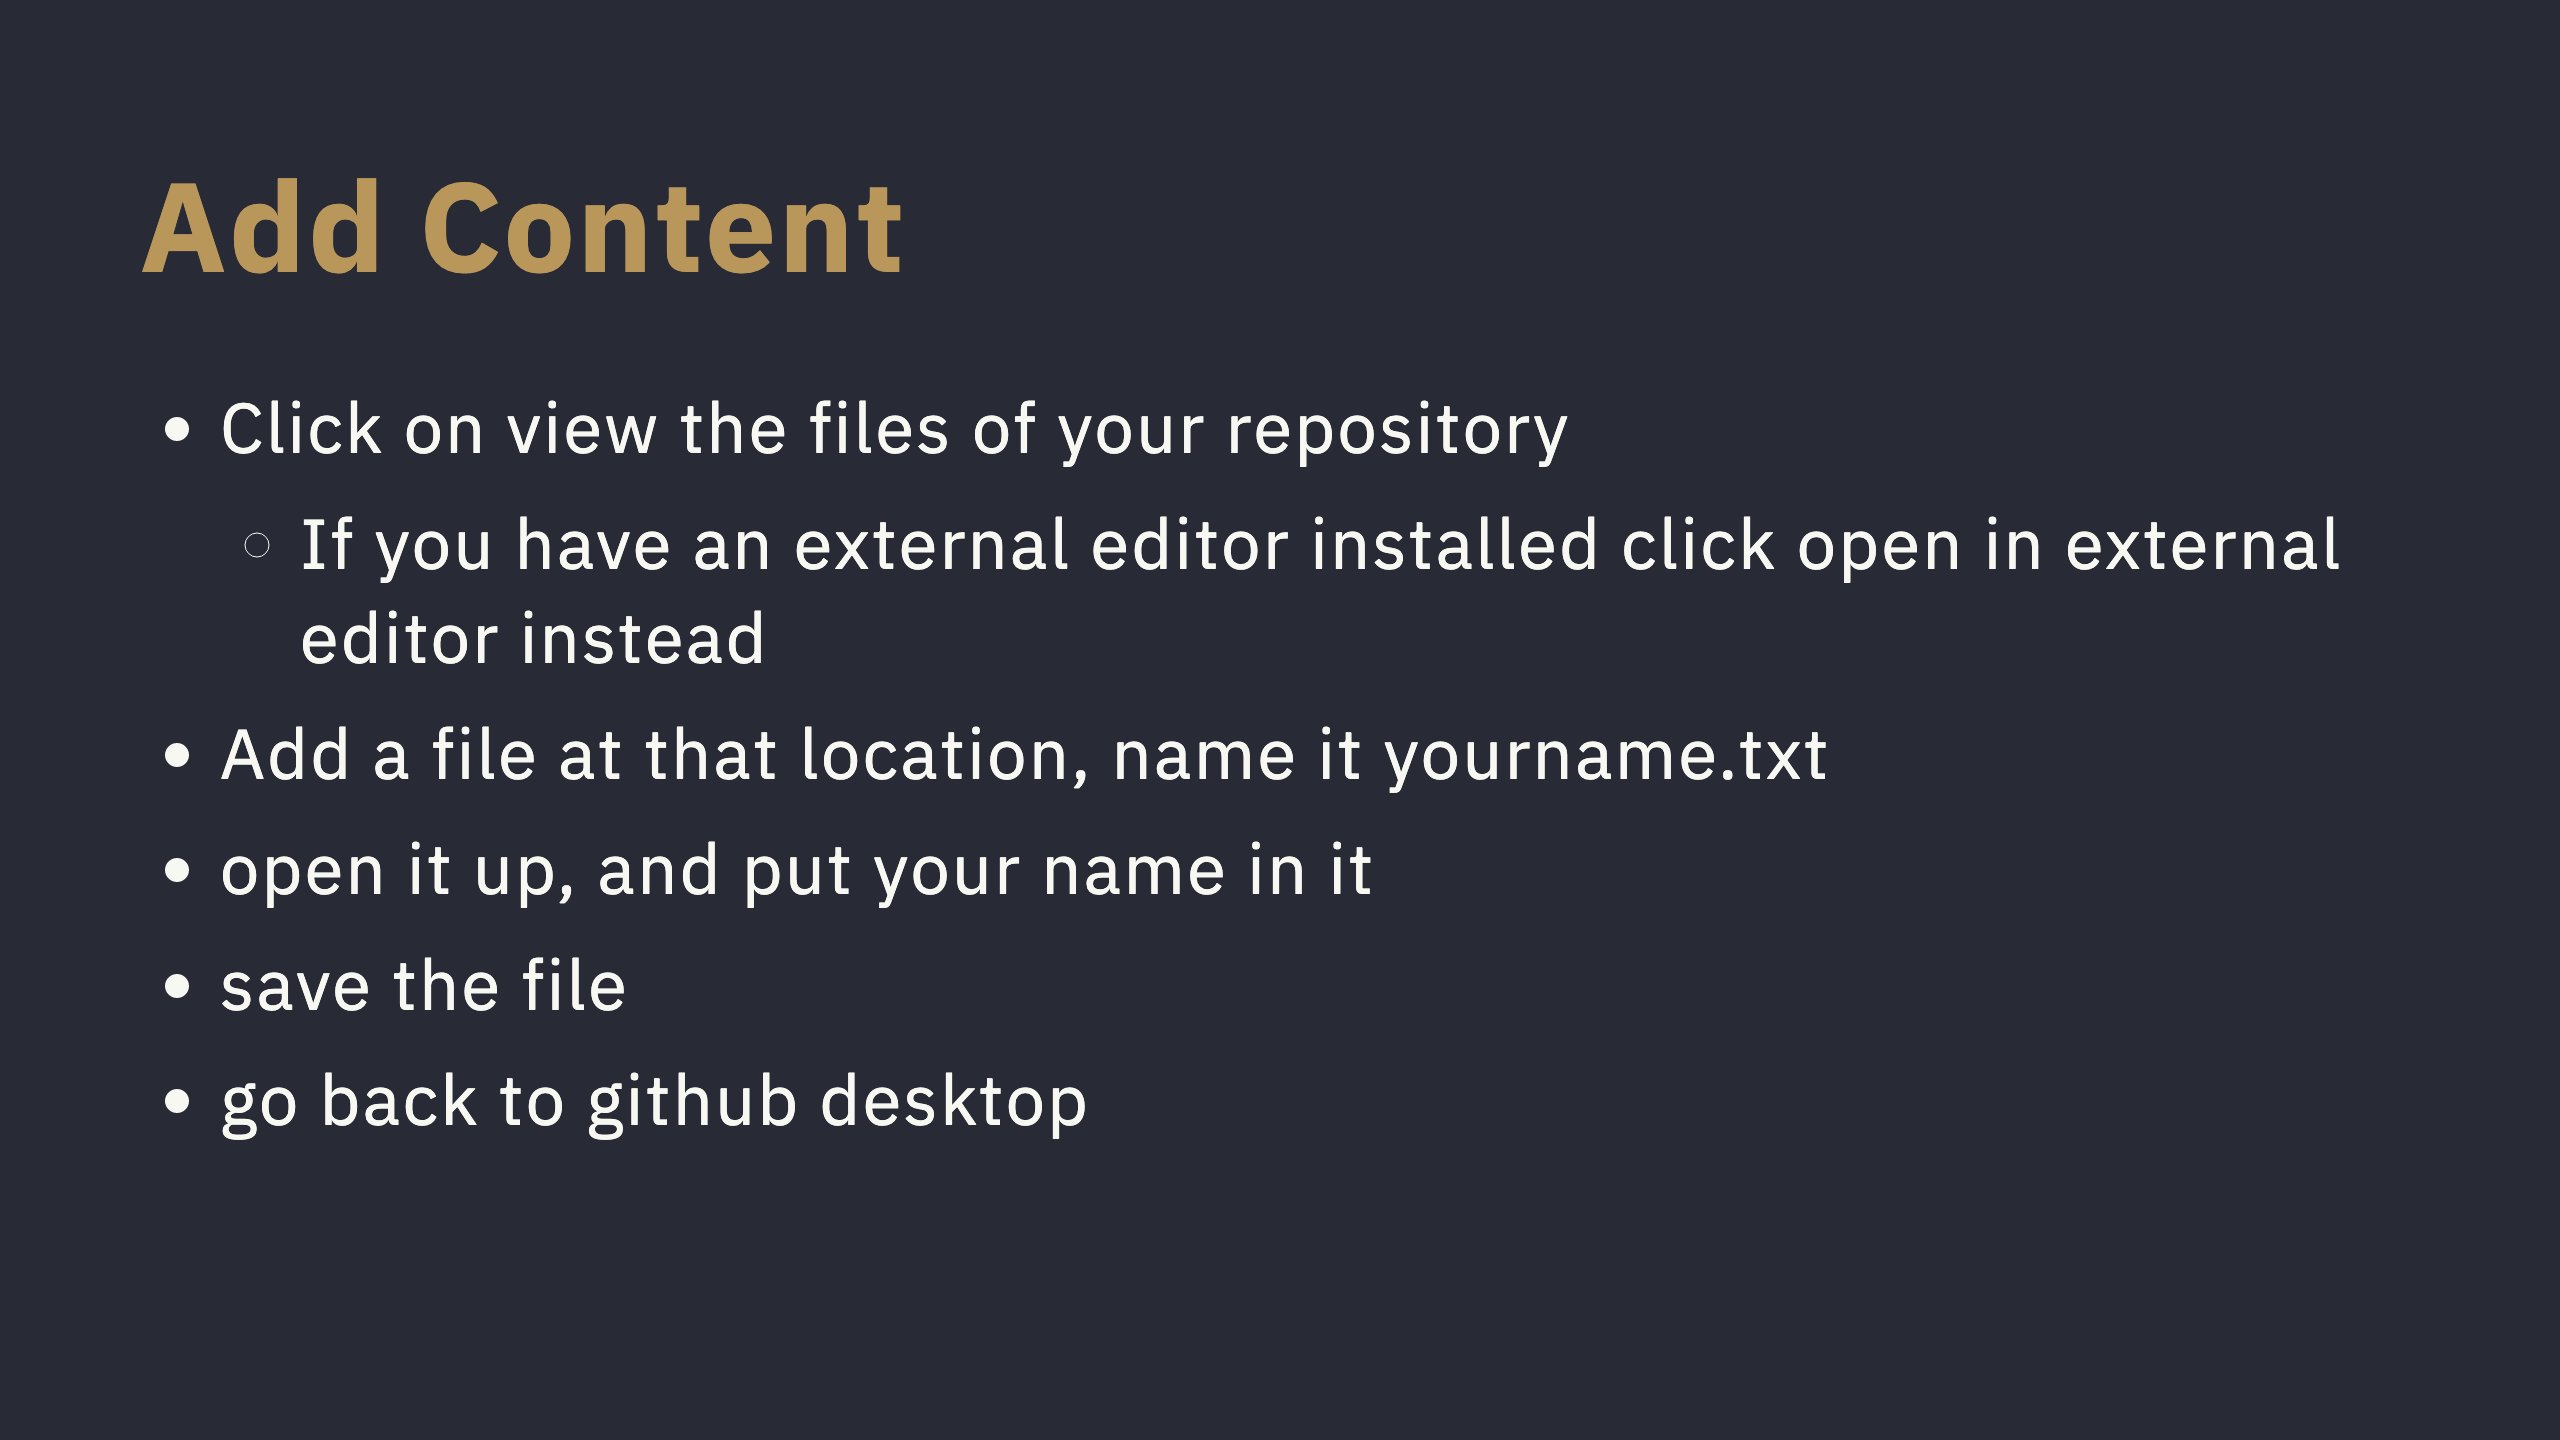 Add Content
Click on view the files of your repository
If you have an external editor installed click open in external
editor instead
Add a file at that location, name it yourname.txt
open it up, and put your name in it
save the file
go back to github desktop